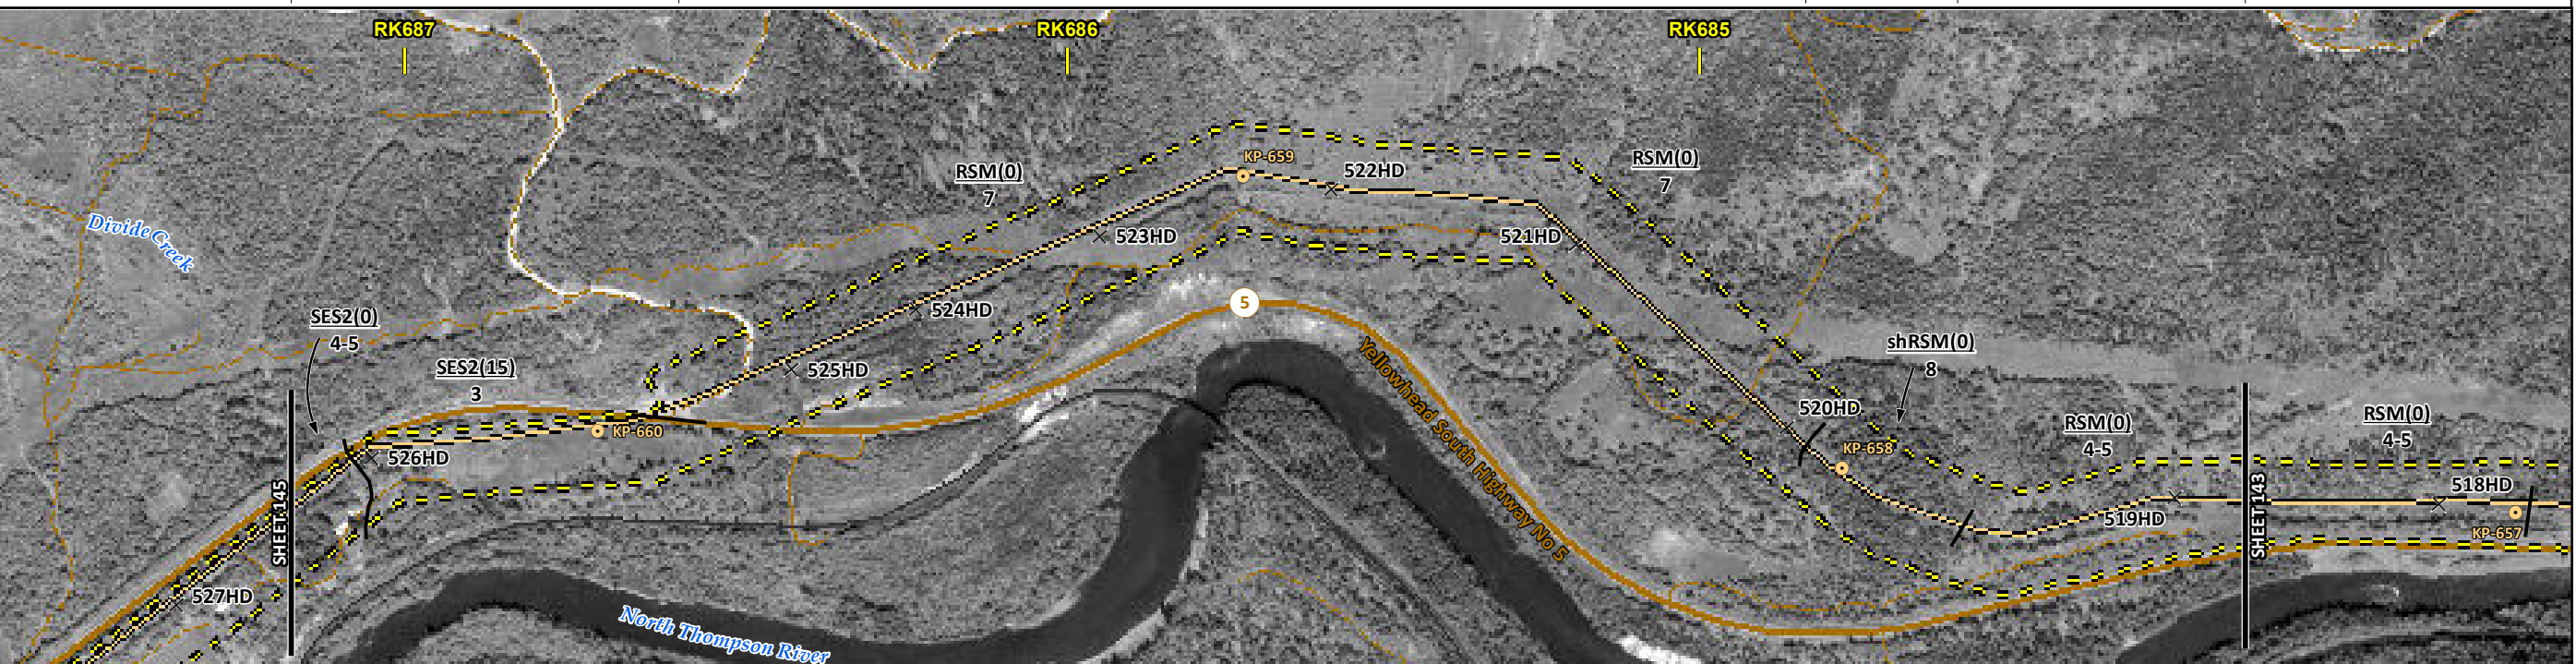 RK687
RK686
RK685
RSM(0)
7
KP-659
522HD
RSM(0)
7
Divide Creek
523HD
521HD
SES2(0)
4-5
524HD
5
shRSM(0)
8
SES2(15)
3
525HD
Yellowhead South Highway No 5
520HD
RSM(0)
4-5
RSM(0)
4-5
KP-660
526HD
KP-658
518HD
519HD
KP-657
SHEET 145
SHEET 143
527HD
North Thompson River